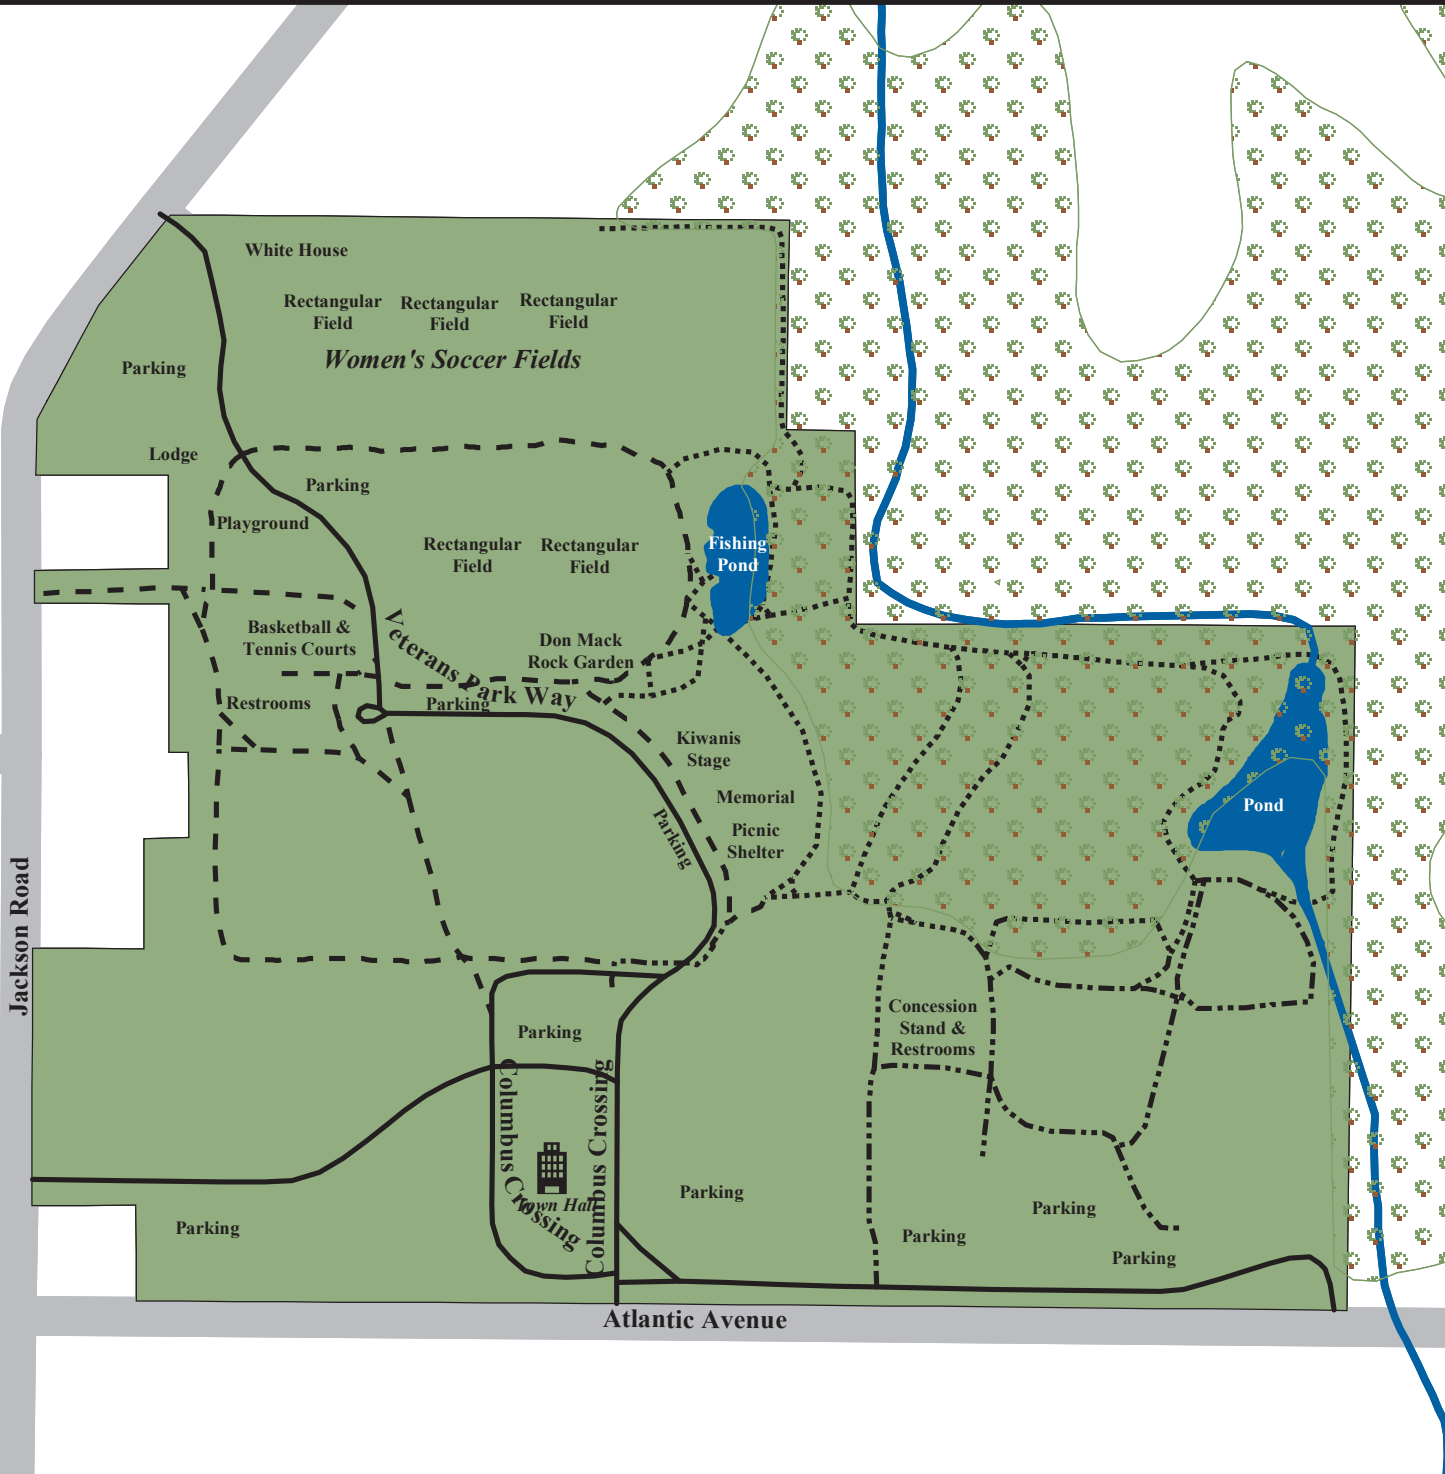 White House
Rectangular
Field
Rectangular
Field
Rectangular
Field
Women's Soccer Fields
Parking
Lodge
Parking
Playground
Rectangular
Field
Rectangular
Field
Fishing
Pond
Basketball &
Tennis Courts
Don Mack
Rock Garden
Veterans Park Way
Restrooms
Parking
Kiwanis
Stage
Memorial
Picnic
Shelter
Parking
Pond
Jackson Road
Concession
Stand &
Restrooms
Parking
Columbus Crossing
Columbus Crossing
Town Hall
Parking
Parking
Parking
Parking
Parking
Atlantic Avenue